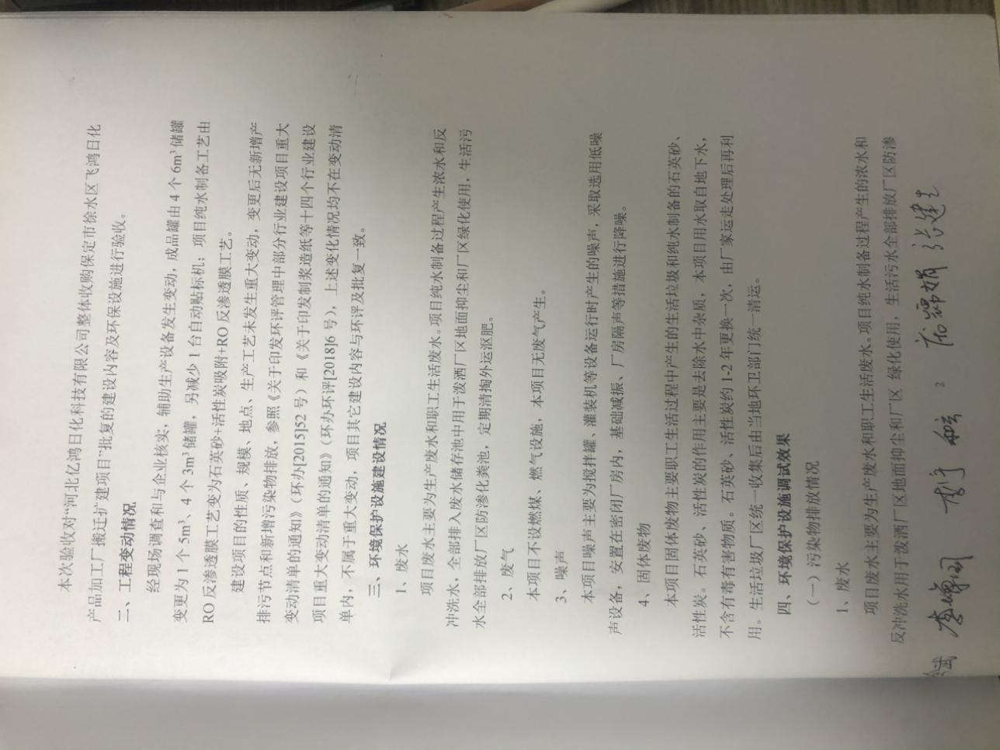 本次验收对“河北亿鸿日化科技有限公司整体收购保定市徐水区飞鸿日化
产品加工厂搬迁扩建项目”批复的建设内容及环保设施进行验收。
二、工程变动情况
经现场调查和与企业核实，辅助生产设备发生变动，成品罐由 4 个 6m³储罐
变更为 1 个 5m³、4 个 3m³储罐，另减少 1 台自动贴标机；项目纯水制备工艺由
RO 反渗透膜工艺变为石英砂+活性炭吸附+RO 反渗透膜工艺。
建设项目的性质、规模、地点、生产工艺未发生重大变动，变更后无新增产
排污节点和新增污染物排放，参照《关于印发环评管理中部分行业建设项目重大
变动清单的通知》（环办[2015]52 号）和《关于印发制浆造纸等十四个行业建设
项目重大变动清单的通知》（环办环评[2018]6 号），上述变化情况均不在变动清
单内，不属于重大变动，项目其它建设内容与环评及批复一致。
三、环境保护设施建设情况
1、废水
项目废水主要为生产废水和职工生活废水。项目纯水制备过程产生浓水和反
冲洗水，全部排入废水储存池中用于泼洒厂区地面抑尘和厂区绿化使用，生活污
水全部排放厂区防渗化粪池，定期清掏外运沤肥。
2、废气
本项目不设燃煤、燃气设施，本项目无废气产生。
3、噪声
本项目噪声主要为搅拌罐、灌装机等设备运行时产生的噪声，采取选用低噪
声设备，安置在密闭厂房内，基础减振、厂房隔声等措施进行降噪。
4、固体废物
本项目固体废物主要职工生活过程中产生的生活垃圾和纯水制备的石英砂、
活性炭。石英砂、活性炭的作用主要是去除水中杂质，本项目用水取自地下水，
不含有毒有害物质。石英砂、活性炭约 1-2 年更换一次，由厂家运走处理后再利
用。生活垃圾厂区统一收集后由当地环卫部门统一清运。
四、环境保护设施调试效果
（一）污染物排放情况
1、废水
项目废水主要为生产废水和职工生活废水。项目纯水制备过程产生的浓水和
反冲洗水用于泼洒厂区地面抑尘和厂区 绿化使用，生活污水全部排放厂区防渗
2
张建生